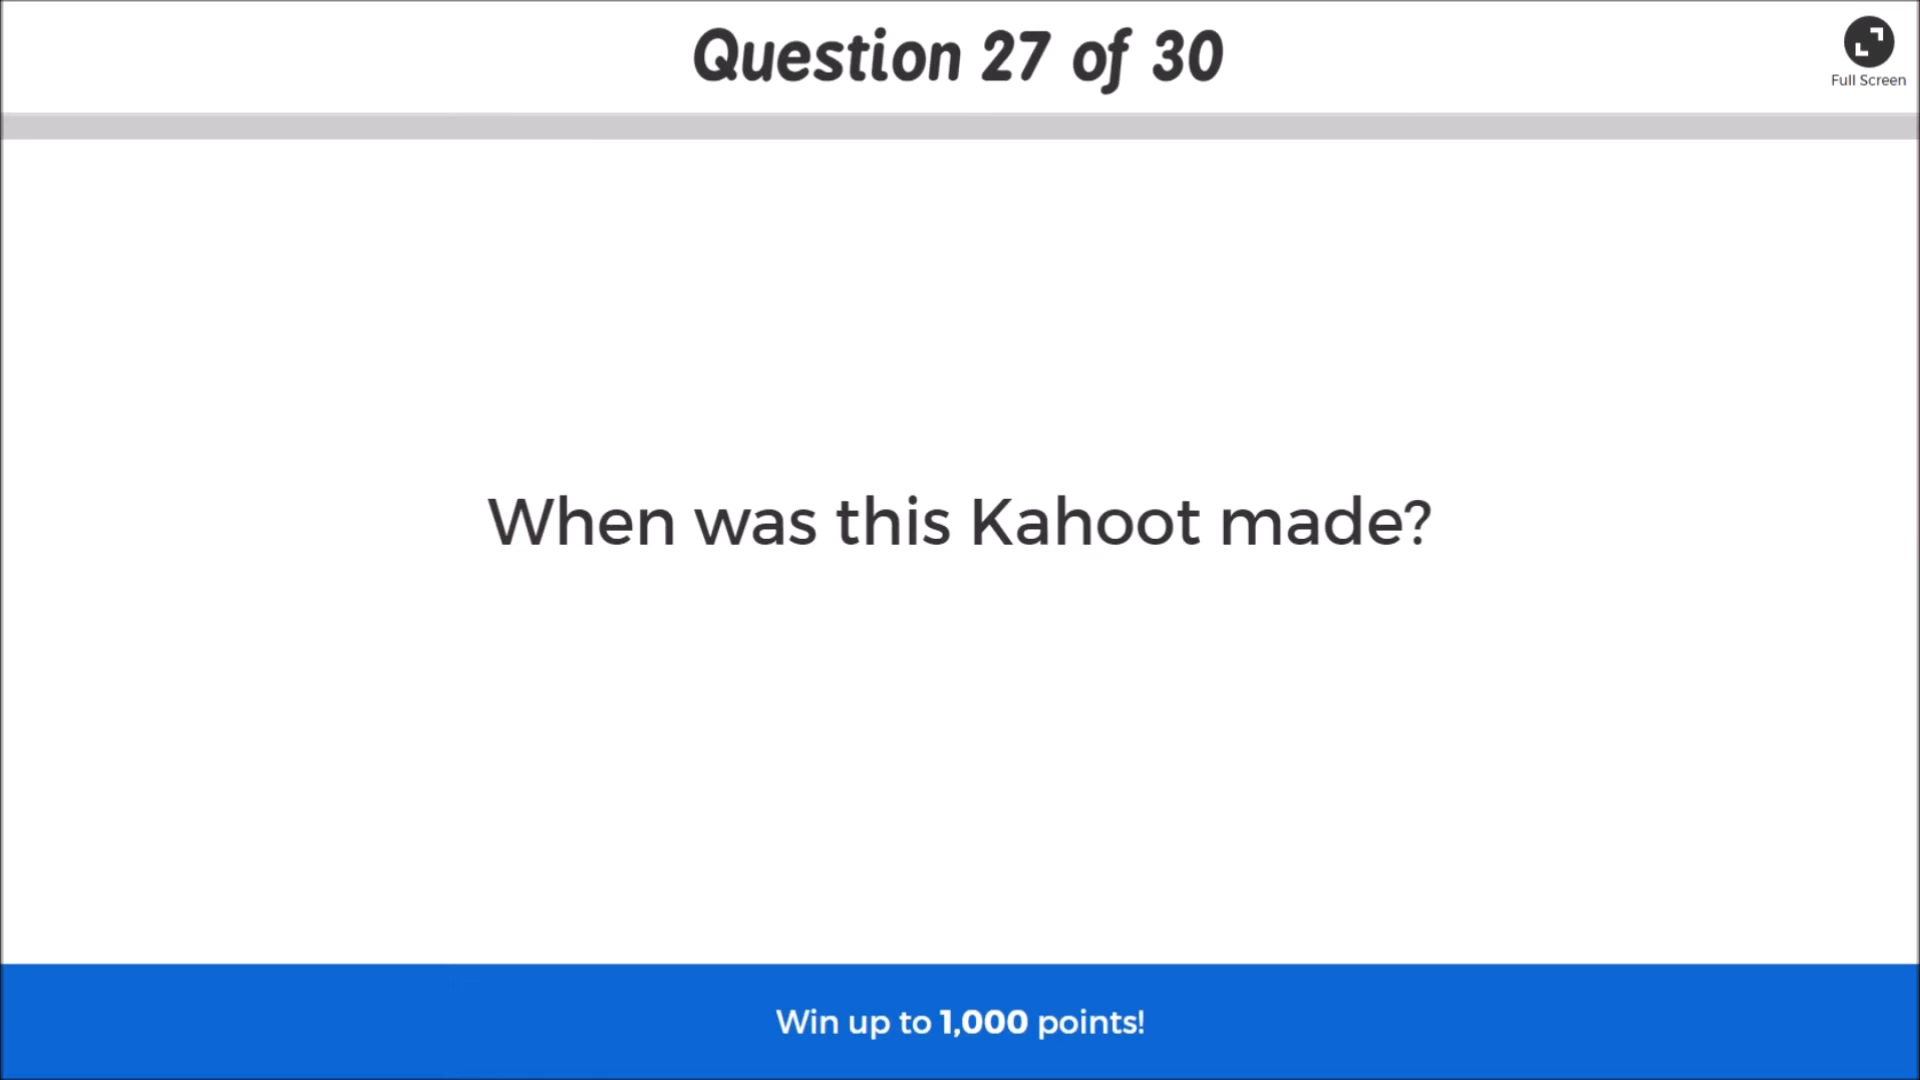 Question 27 of 30
Full Screen
When was this Kahoot made?
Win up to 1,000 points!